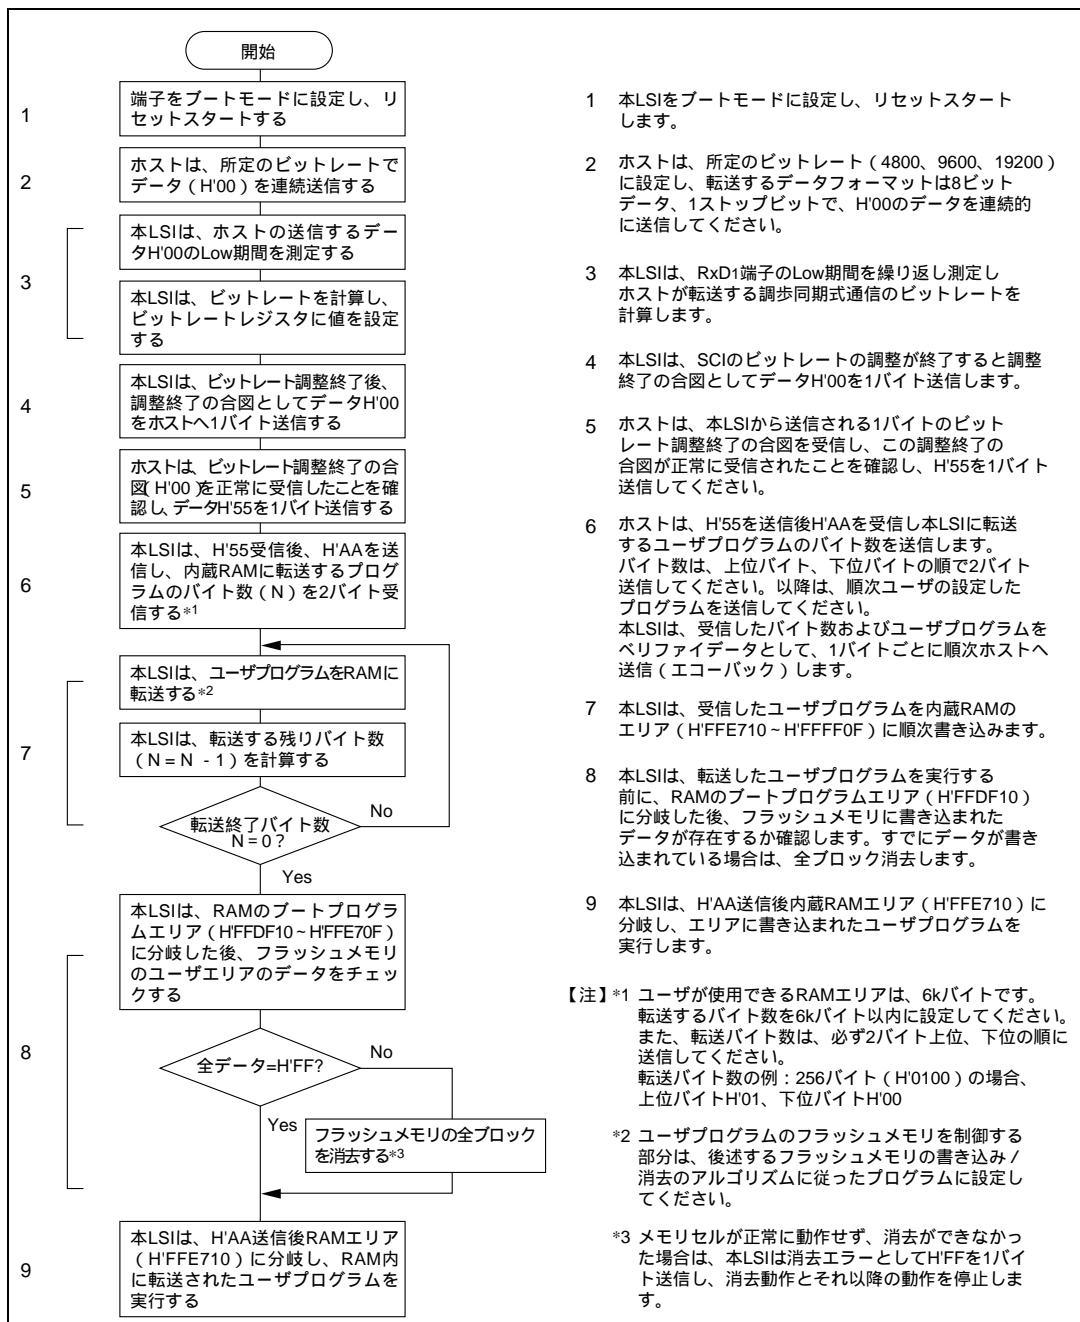 開始
1
端子をブートモードに設定し、リ
セットスタートする
2
ホストは、所定のビットレートで
データ（H'00）を連続送信する
3
本LSIは、ホストの送信するデー
タH'00のLow期間を測定する
本LSIは、ビットレートを計算し、
ビットレートレジスタに値を設定
する
4
本LSIは、ビットレート調整終了後、
調整終了の合図としてデータH'00
をホストへ1バイト送信する
5
ホストは、ビットレート調整終了の合
図（H'00）を正常に受信したことを確
認し、データH'55を1バイト送信する
6
本LSIは、H'55受信後、H'AAを送
信し、内蔵RAMに転送するプログ
ラムのバイト数（N）を2バイト受
信する*1
7
本LSIは、ユーザプログラムをRAMに
転送する*2
本LSIは、転送する残りバイト数
（N＝N - 1）を計算する
転送終了バイト数
N＝0？
No
Yes
8
本LSIは、RAMのブートプログラ
ムエリア（H'FFDF10～H'FFE70F）
に分岐した後、フラッシュメモリ
のユーザエリアのデータをチェッ
クする
全データ=H'FF?
No
Yes
フラッシュメモリの全ブロック
を消去する*3
9
本LSIは、H'AA送信後RAMエリア
（H'FFE710）に分岐し、RAM内
に転送されたユーザプログラムを
実行する
1 本LSIをブートモードに設定し、リセットスタート
します。
2 ホストは、所定のビットレート（4800、9600、19200）
に設定し、転送するデータフォーマットは8ビット
データ、1ストップビットで、H'00のデータを連続的
に送信してください。
3 本LSIは、RxD1端子のLow期間を繰り返し測定し
ホストが転送する調歩同期式通信のビットレートを
計算します。
4 本LSIは、SCIのビットレートの調整が終了すると調整
終了の合図としてデータH'00を1バイト送信します。
5 ホストは、本LSIから送信される1バイトのビット
レート調整終了の合図を受信し、この調整終了の
合図が正常に受信されたことを確認し、H'55を1バイト
送信してください。
6 ホストは、H'55を送信後H'AAを受信し本LSIに転送
するユーザプログラムのバイト数を送信します。
バイト数は、上位バイト、下位バイトの順で2バイト
送信してください。以降は、順次ユーザの設定した
プログラムを送信してください。
本LSIは、受信したバイト数およびユーザプログラムを
ベリファイデータとして、1バイトごとに順次ホストへ
送信（エコーバック）します。
7 本LSIは、受信したユーザプログラムを内蔵RAMの
エリア（H'FFE710～H'FFFF0F）に順次書き込みます。
8 本LSIは、転送したユーザプログラムを実行する
前に、RAMのブートプログラムエリア（H'FFDF10）
に分岐した後、フラッシュメモリに書き込まれた
データが存在するか確認します。すでにデータが書き
込まれている場合は、全ブロック消去します。
9 本LSIは、H'AA送信後内蔵RAMエリア（H'FFE710）に
分岐し、エリアに書き込まれたユーザプログラムを
実行します。
【注】*1 ユーザが使用できるRAMエリアは、6kバイトです。
転送するバイト数を6kバイト以内に設定してください。
また、転送バイト数は、必ず2バイト上位、下位の順に
送信してください。
転送バイト数の例：256バイト（H'0100）の場合、
上位バイトH'01、下位バイトH'00
*2 ユーザプログラムのフラッシュメモリを制御する
部分は、後述するフラッシュメモリの書き込み／
消去のアルゴリズムに従ったプログラムに設定し
てください。
*3 メモリセルが正常に動作せず、消去ができなかっ
た場合は、本LSIは消去エラーとしてH'FFを1バイ
ト送信し、消去動作とそれ以降の動作を停止しま
す。